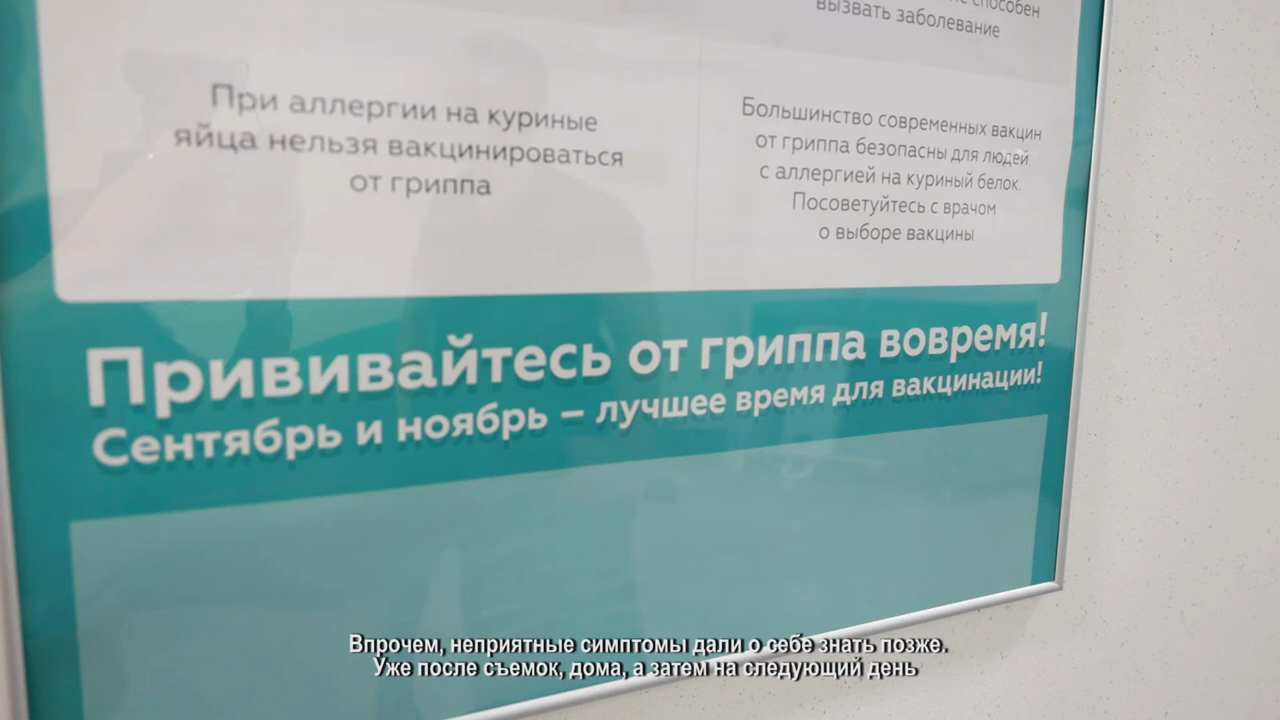 способен
вызвать заболевание
При аллергии на куриные
яйца нельзя вакцинироваться
от гриппа
Большинство современных вакцин
от гриппа безопасны для людей
с аллергией на куриный белок.
Посоветуйтесь с врачом
о выборе вакцины
Прививайтесь от гриппа вовремя!
Сентябрь и ноябрь – лучшее время для вакцинации!
Впрочем, неприятные симптомы дали о себе знать позже.
Уже после съемок, дома, а затем на следующий день